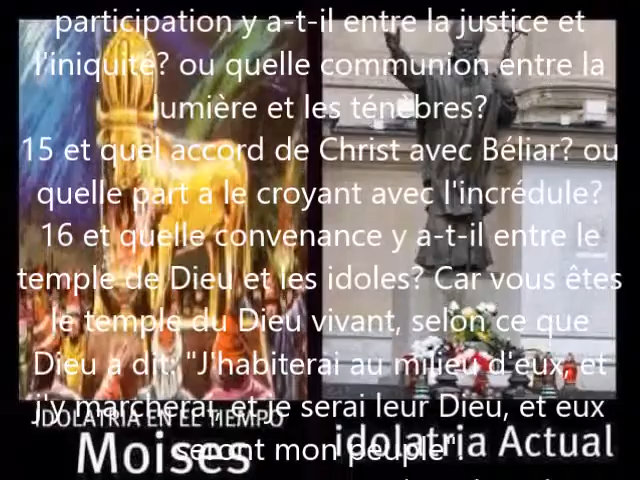 participation y a-t-il entre la justice et
l'iniquité? ou quelle communion entre la
lumière et les ténèbres?
15 et quel accord de Christ avec Béliar? ou
quelle part a le croyant avec l'incrédule?
16 et quelle convenance y a-t-il entre le
temple de Dieu et les idoles? Car vous êtes
le temple du Dieu vivant, selon ce que
Dieu a dit: "J'habiterai au milieu d'eux, et
j'y marcherai, et je serai leur Dieu, et eux
seront mon peuple".
IDOLATRIA EN EL TIEMPO
Moises
idolatria Actual